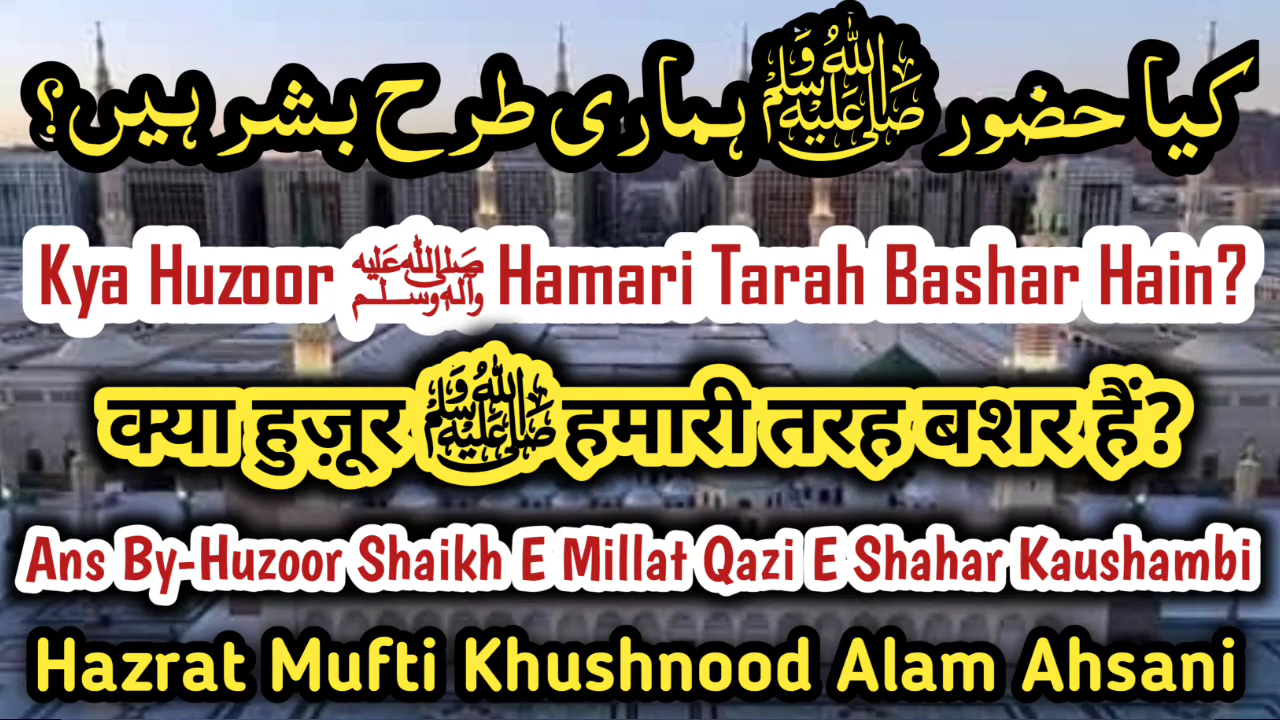 کیا حضور ﷺ ہماری طرح بشر ہیں؟
Kya Huzoor صلى الله عليه وآله وسلم Hamari Tarah Bashar Hain?
क्या हुज़ूर ﷺ हमारी तरह बशर हैं?
Ans By-Huzoor Shaikh E Millat Qazi E Shahar Kaushambi
Hazrat Mufti Khushnood Alam Ahsani